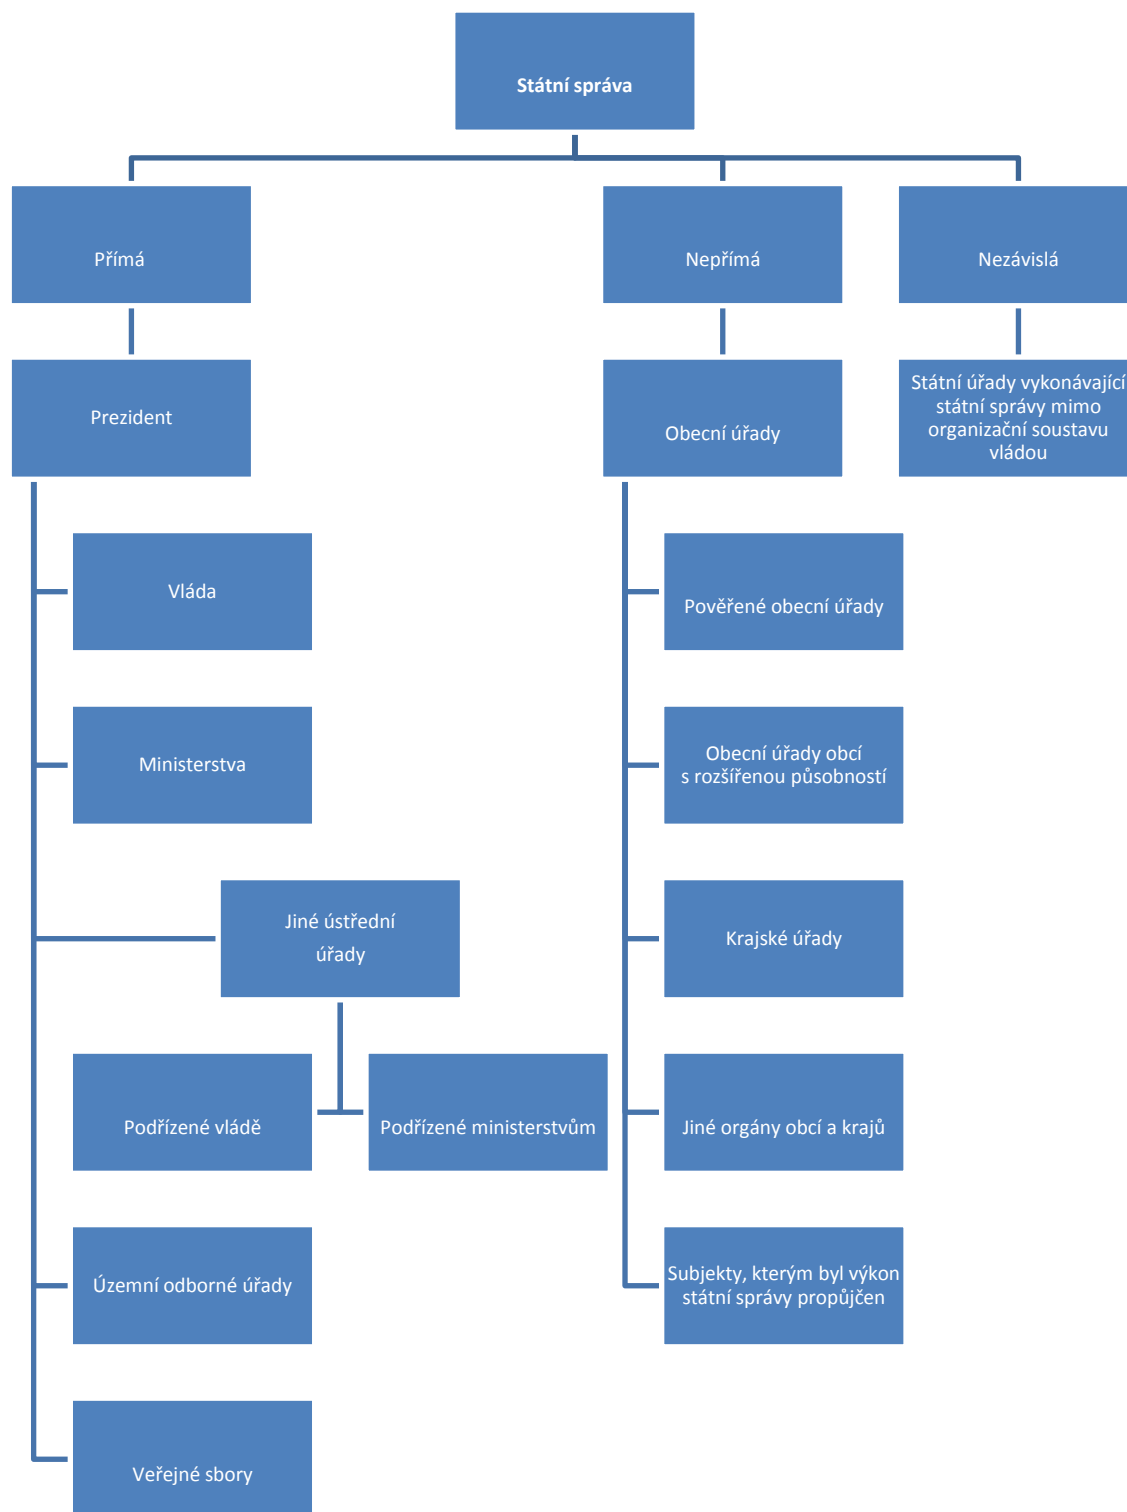 Státní správa
Přímá
Nepřímá
Nezávislá
Prezident
Obecní úřady
Státní úřady vykonávající
státní správy mimo
organizační soustavu
vládou
Vláda
Pověřené obecní úřady
Ministerstva
Obecní úřady obcí
s rozšířenou působností
Jiné ústřední
úřady
Krajské úřady
Podřízené vládě
Podřízené ministerstvům
Jiné orgány obcí a krajů
Územní odborné úřady
Subjekty, kterým byl výkon
státní správy propůjčen
Veřejné sbory